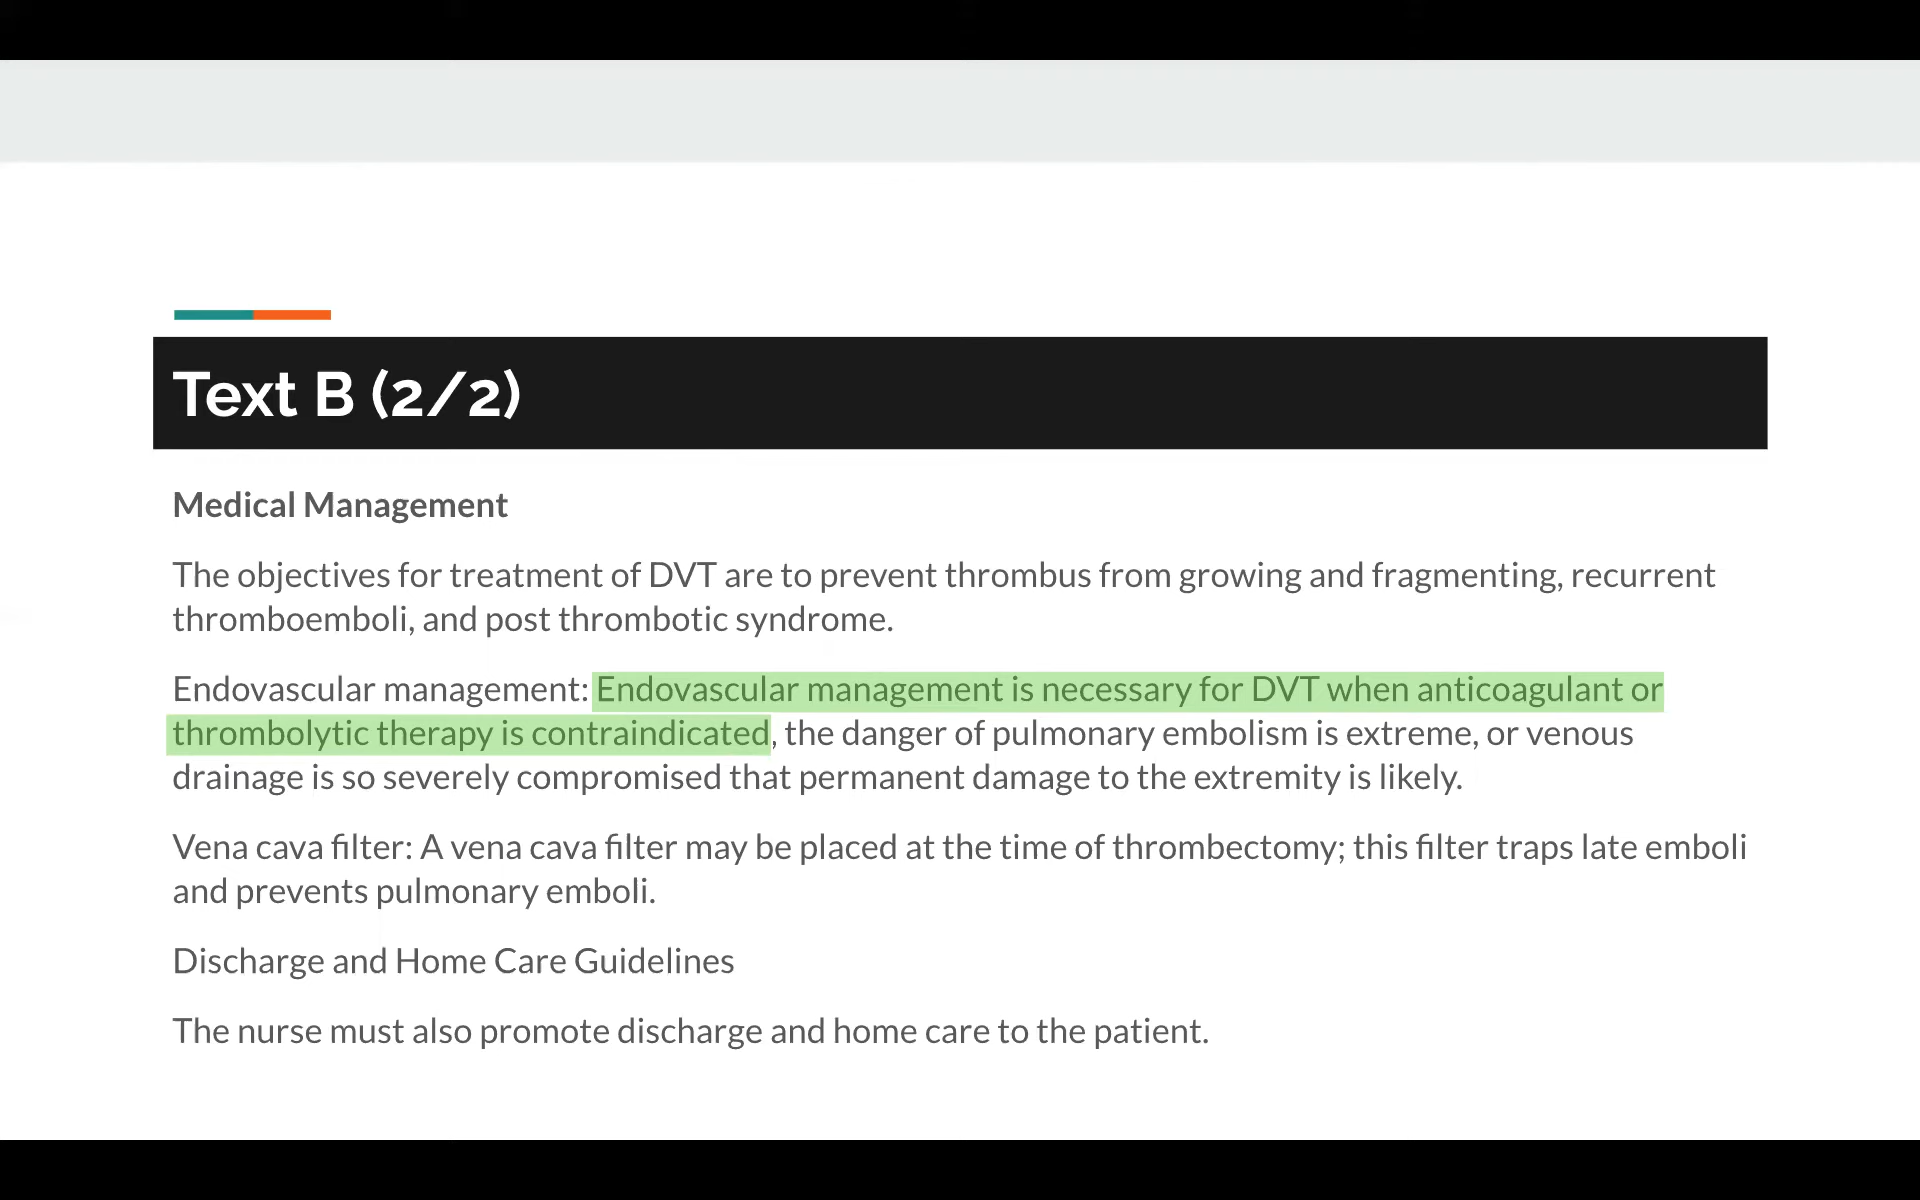 Text B (2/2)
Medical Management
The objectives for treatment of DVT are to prevent thrombus from growing and fragmenting, recurrent
thromboemboli, and post thrombotic syndrome.
Endovascular management: Endovascular management is necessary for DVT when anticoagulant or
thrombolytic therapy is contraindicated, the danger of pulmonary embolism is extreme, or venous
drainage is so severely compromised that permanent damage to the extremity is likely.
Vena cava filter: A vena cava filter may be placed at the time of thrombectomy; this filter traps late emboli
and prevents pulmonary emboli.
Discharge and Home Care Guidelines
The nurse must also promote discharge and home care to the patient.